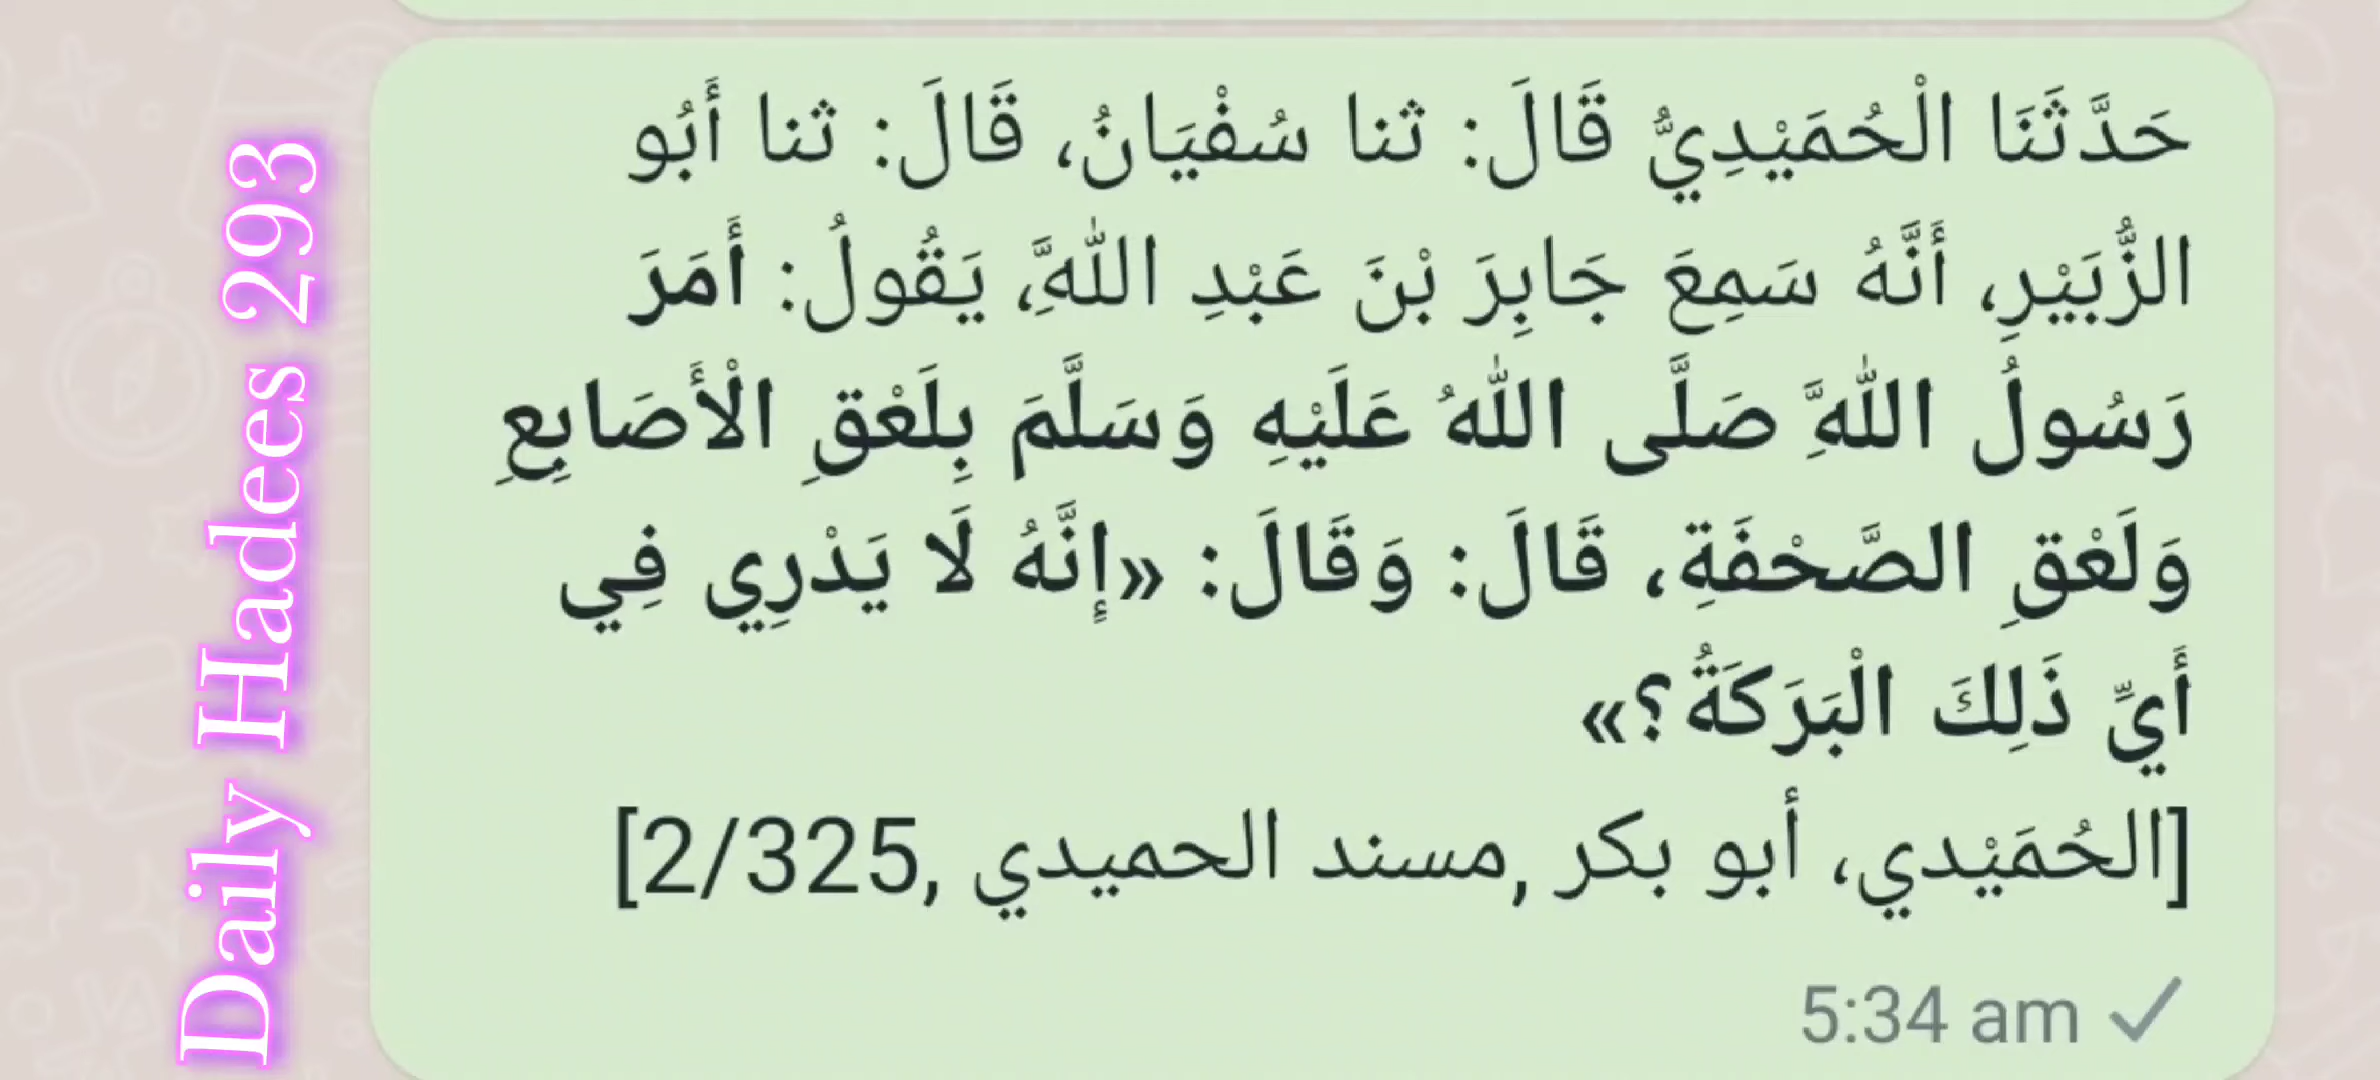 حَدَّثَنَا الْحُمَيْدِيُّ قَالَ: ثنا سُفْيَانُ، قَالَ: ثنا أَبُو
الزُّبَيْرِ، أَنَّهُ سَمِعَ جَابِرَ بْنَ عَبْدِ اللَّهِ، يَقُولُ: أَمَرَ
رَسُولُ اللَّهِ صَلَّى اللهُ عَلَيْهِ وَسَلَّمَ بِلَعْقِ الْأَصَابِعِ
وَلَعْقِ الصَّحْفَةِ، قَالَ: وَقَالَ: «إِنَّهُ لَا يَدْرِي فِي
أَيِّ ذَلِكَ الْبَرَكَةُ؟»
[الحُمَيْدي، أبو بكر ,مسند الحميدي ,2/325]
5:34 am
Daily Hadees 293